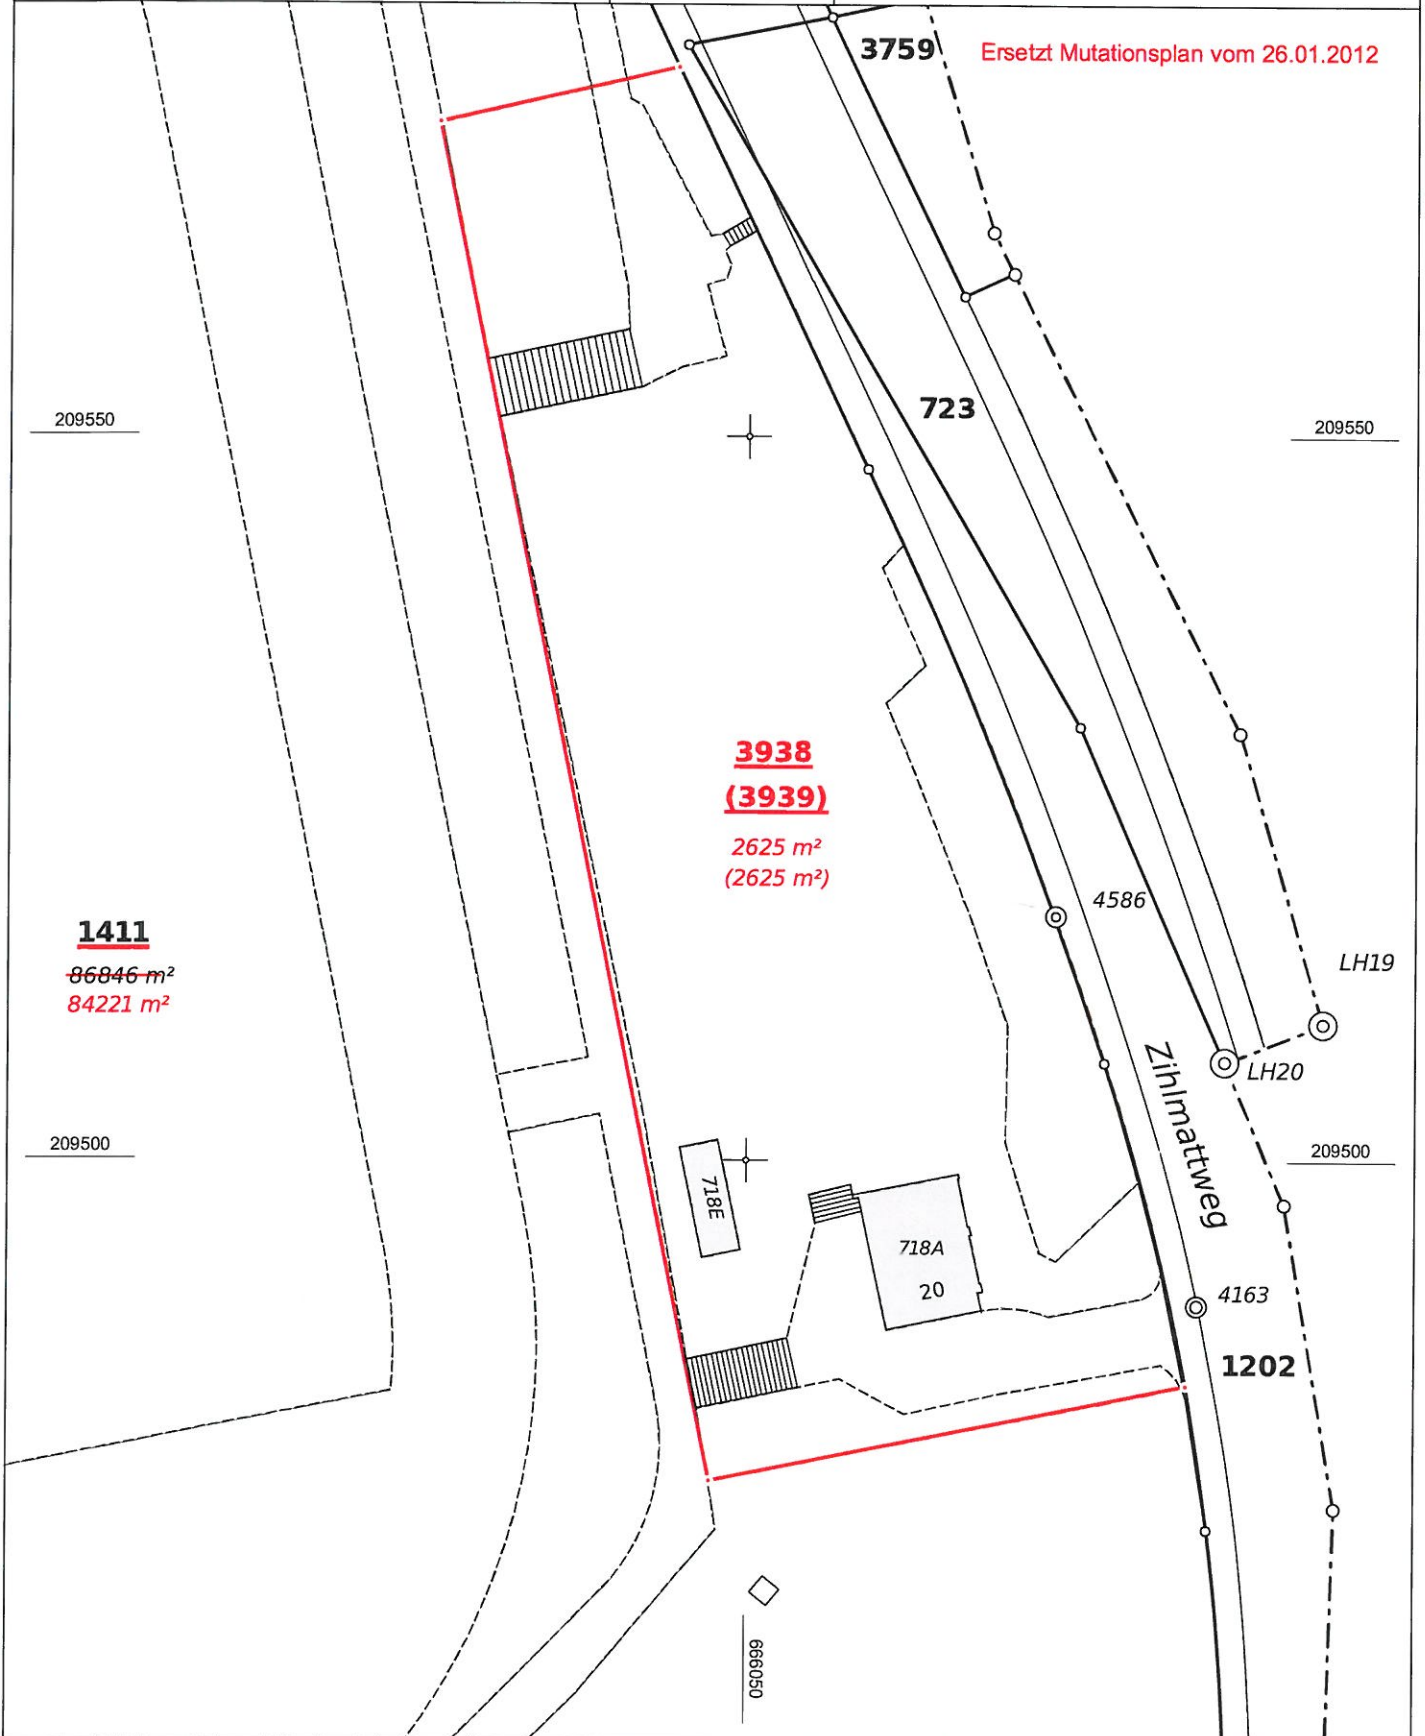 3759
Ersetzt Mutationsplan vom 26.01.2012
723
209550
209550
3938
(3939)
2625 m²
(2625 m²)
4586
1411
86846 m²
84221 m²
LH19
LH20
Zihlmattweg
209500
209500
718E
718A
20
4163
1202
666050